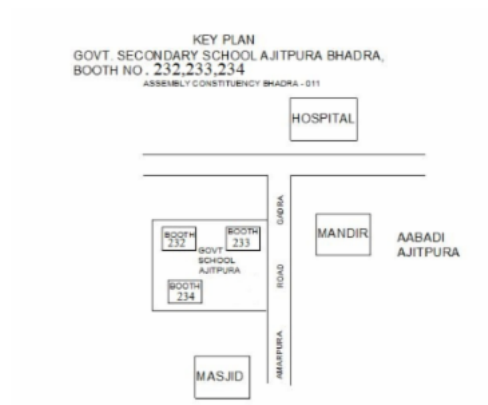 KEY PLAN
GOVT. SECONDARY SCHOOL AJITPURA BHADRA,
BOOTH NO. 232,233,234
ASSEMBLY CONSTITUENCY BHADRA - 011
HOSPITAL
GADRA
ROAD
AMARPURA
BOOTH
232
BOOTH
233
GOVT
SCHOOL
AJITPURA
BOOTH
234
MANDIR
AABADI
AJITPURA
MASJID